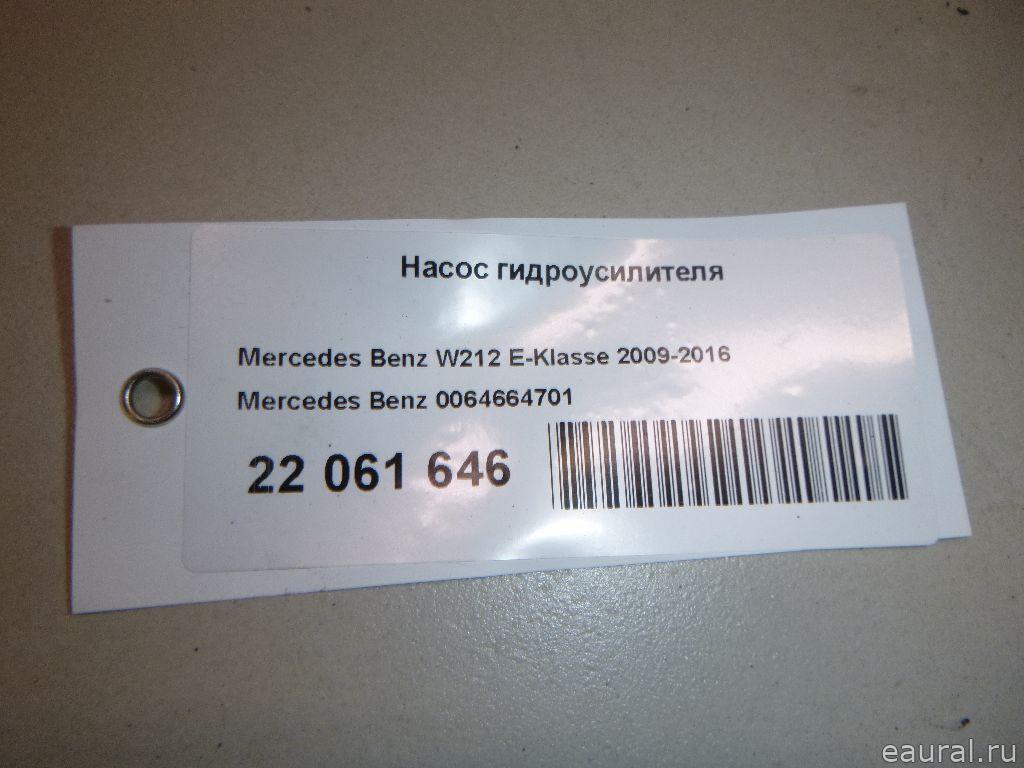 Насос гидроусилителя
Mercedes Benz W212 E-Klasse 2009-2016
Mercedes Benz 0064664701
22 061 646
eaural.ru